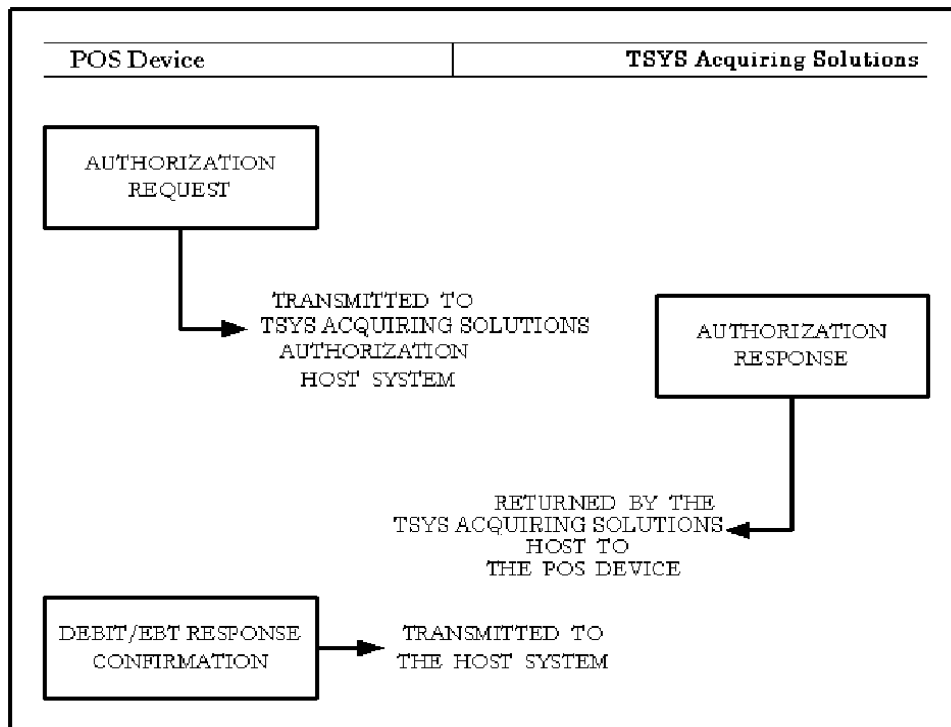 POS Device
TSYS Acquiring Solutions
AUTHORIZATION
REQUEST
TRANSMITTED TO
TSYS ACQUIRING SOLUTIONS
AUTHORIZATION
HOST SYSTEM
AUTHORIZATION
RESPONSE
RETURNED BY THE
TSYS ACQUIRING SOLUTIONS
HOST TO
THE POS DEVICE
DEBIT/EBT RESPONSE
CONFIRMATION
TRANSMITTED TO
THE HOST SYSTEM